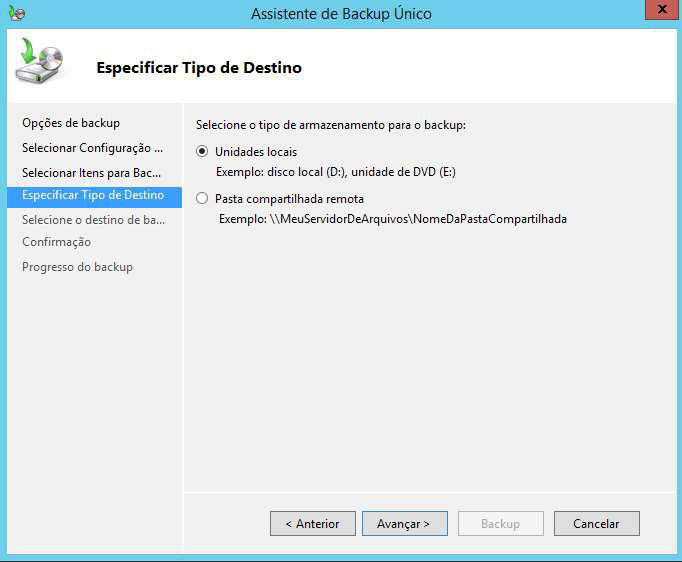 Assistente de Backup Único
x
Especificar Tipo de Destino
Opções de backup
Selecionar Configuração ...
Selecionar Itens para Bac...
Especificar Tipo de Destino
Selecione o destino de ba...
Confirmação
Progresso do backup
Selecione o tipo de armazenamento para o backup:
Unidades locais
Exemplo: disco local (D:), unidade de DVD (E:)
Pasta compartilhada remota
Exemplo: \\MeuServidorDeArquivos\NomeDaPastaCompartilhada
< Anterior
Avançar >
Backup
Cancelar